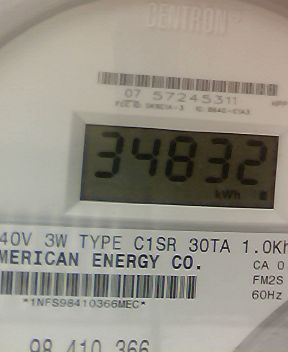 CENTRON
07 57245311
34832
kWh
40V 3W TYPE C1SR 30TA 1.0Kh
MERICAN ENERGY CO.
CA 0
FM2S
60Hz
*1NFS98410366MEC*
98 410 366